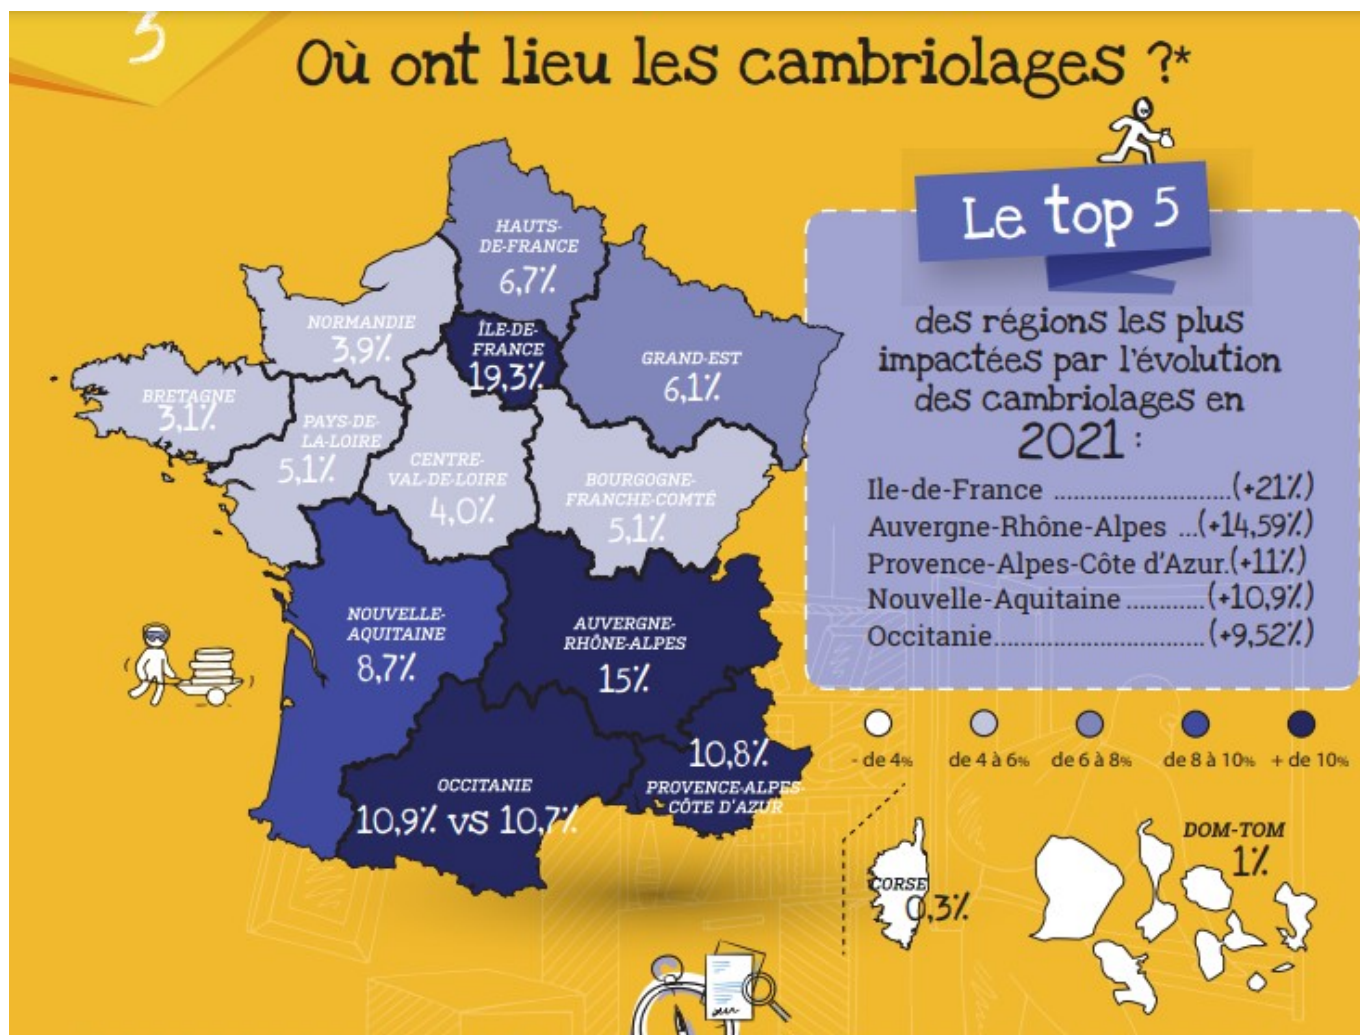 3
Où ont lieu les cambriolages ?*
Le top 5
des régions les plus
impactées par l'évolution
des cambriolages en
2021 :
Ile-de-France ..............................(+21%)
Auvergne-Rhône-Alpes ...(+14,59%)
Provence-Alpes-Côte d'Azur.(+11%)
Nouvelle-Aquitaine ............(+10,9%)
Occitanie.................................(+9,52%)
- de 4%
de 4 à 6%
de 6 à 8%
de 8 à 10%
+ de 10%
HAUTS-
DE-FRANCE
6,7%
NORMANDIE
3,9%
ÎLE-DE-
FRANCE
19,3%
GRAND-EST
6,1%
BRETAGNE
3,1%
PAYS-DE-
LA-LOIRE
5,1%
CENTRE-
VAL-DE-LOIRE
4,0%
BOURGOGNE-
FRANCHE-COMTÉ
5,1%
NOUVELLE-
AQUITAINE
8,7%
AUVERGNE-
RHÔNE-ALPES
15%
OCCITANIE
10,9% vs 10,7%
10,8%
PROVENCE-ALPES-
CÔTE D'AZUR
CORSE
0,3%
DOM-TOM
1%